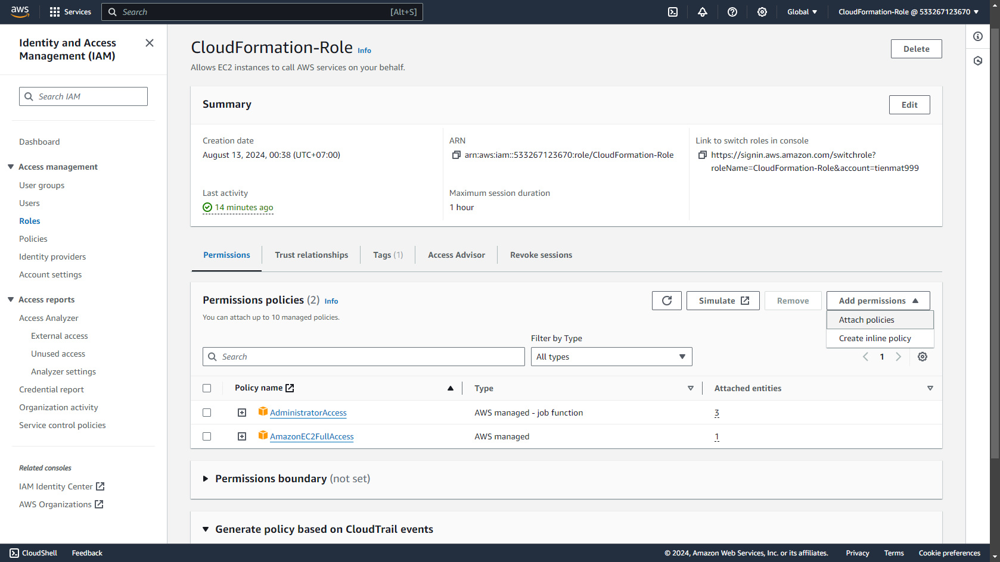 aws
Services
Search
[Alt+S]
Global
CloudFormation-Role @ 533267123670
Identity and Access
Management (IAM)
Search IAM
Dashboard
Access management
User groups
Users
Roles
Policies
Identity providers
Account settings
Access reports
Access Analyzer
External access
Unused access
Analyzer settings
Credential report
Organization activity
Service control policies
Related consoles
IAM Identity Center
AWS Organizations
CloudFormation-Role Info
Delete
Allows EC2 instances to call AWS services on your behalf.
Summary
Edit
Creation date
August 13, 2024, 00:38 (UTC+07:00)
ARN
arn:aws:iam::533267123670:role/CloudFormation-Role
Link to switch roles in console
https://signin.aws.amazon.com/switchrole?
roleName=CloudFormation-Role&account=tienmat999
Last activity
14 minutes ago
Maximum session duration
1 hour
Permissions
Trust relationships
Tags (1)
Access Advisor
Revoke sessions
Permissions policies (2) Info
You can attach up to 10 managed policies.
Simulate
Remove
Add permissions
Attach policies
Create inline policy
Filter by Type
Search
All types
1
Policy name
Type
Attached entities
AdministratorAccess
AWS managed - job function
3
AmazonEC2FullAccess
AWS managed
1
Permissions boundary (not set)
Generate policy based on CloudTrail events
CloudShell
Feedback
© 2024, Amazon Web Services, Inc. or its affiliates.
Privacy
Terms
Cookie preferences